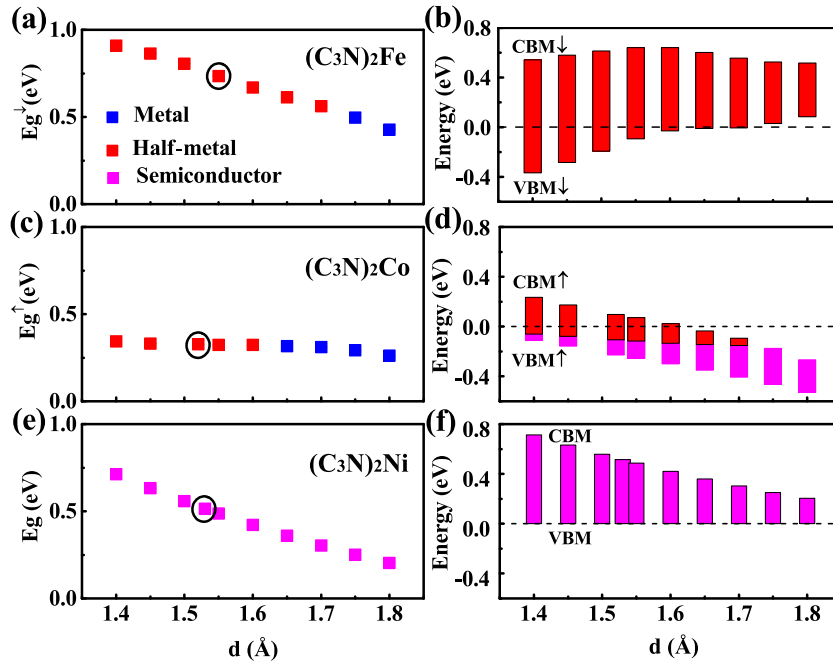 (a)
(C3N)2Fe
Metal
Half-metal
Semiconductor
Eg↓(eV)
1.0
0.5
0.0
(b)
CBM↓
VBM↓
Energy (eV)
0.8
0.4
0.0
-0.4
(c)
(C3N)2Co
Eg↑(eV)
1.0
0.5
0.0
(d)
CBM↑
VBM↑
Energy (eV)
0.8
0.4
0.0
-0.4
(e)
(C3N)2Ni
Eg (eV)
1.0
0.5
0.0
1.4 1.5 1.6 1.7 1.8
d (Å)
(f)
CBM
VBM
Energy (eV)
0.8
0.4
0.0
-0.4
1.4 1.5 1.6 1.7 1.8
d (Å)